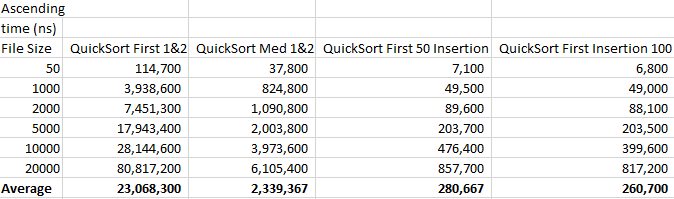 Ascending
time (ns)
File Size QuickSort First 1&2 QuickSort Med 1&2 QuickSort First 50 Insertion QuickSort First Insertion 100
50 114,700 37,800 7,100 6,800
1000 3,938,600 824,800 49,500 49,000
2000 7,451,300 1,090,800 89,600 88,100
5000 17,943,400 2,003,800 203,700 203,500
10000 28,144,600 3,973,600 476,400 399,600
20000 80,817,200 6,105,400 857,700 817,200
Average 23,068,300 2,339,367 280,667 260,700